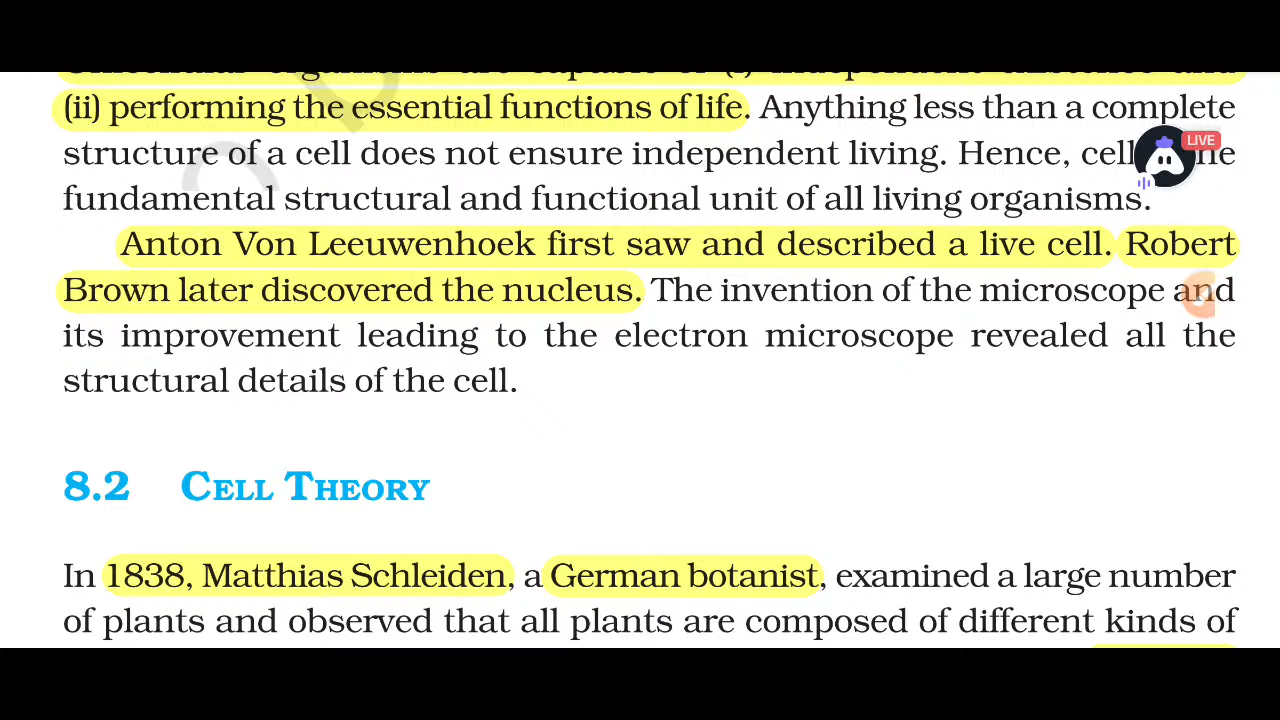 (ii) performing the essential functions of life. Anything less than a complete
LIVE
structure of a cell does not ensure independent living. Hence, cell
fundamental structural and functional unit of all living organisms.
Anton Von Leeuwenhoek first saw and described a live cell. Robert
Brown later discovered the nucleus. The invention of the microscope and
its improvement leading to the electron microscope revealed all the
structural details of the cell.
8.2 CELL THEORY
In 1838, Matthias Schleiden, a German botanist, examined a large number
of plants and observed that all plants are composed of different kinds of